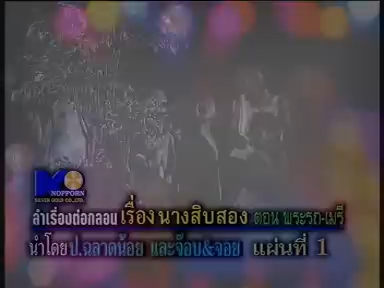 NOPPORN
SILVER GOLD CO.,LTD.
ลำเรื่องต่อกลอน เรื่อง นางสิบสอง ตอน พระรถ-เมรี
นำโดย ป.ฉลาดน้อย และจ๊อบ&จอย แผ่นที่ 1